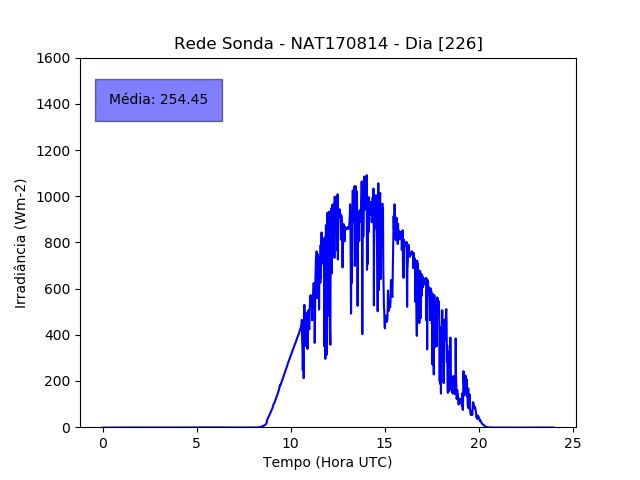 Rede Sonda - NAT170814 - Dia [226]
1600
1400
1200
1000
800
600
400
200
0
Média: 254.45
Irradiância (Wm-2)
0 5 10 15 20 25
Tempo (Hora UTC)